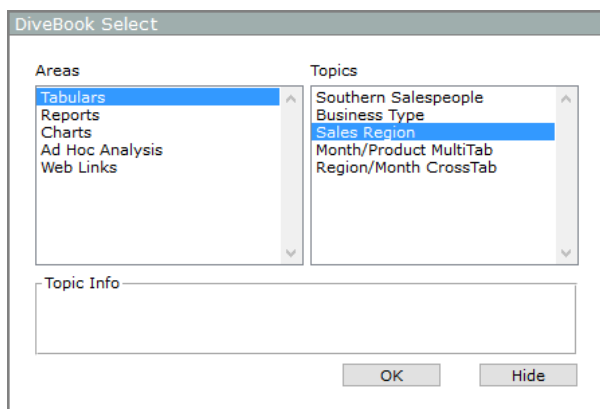 DiveBook Select
Areas
Topics
Tabulars
Reports
Charts
Ad Hoc Analysis
Web Links
Southern Salespeople
Business Type
Sales Region
Month/Product MultiTab
Region/Month CrossTab
Topic Info
OK
Hide